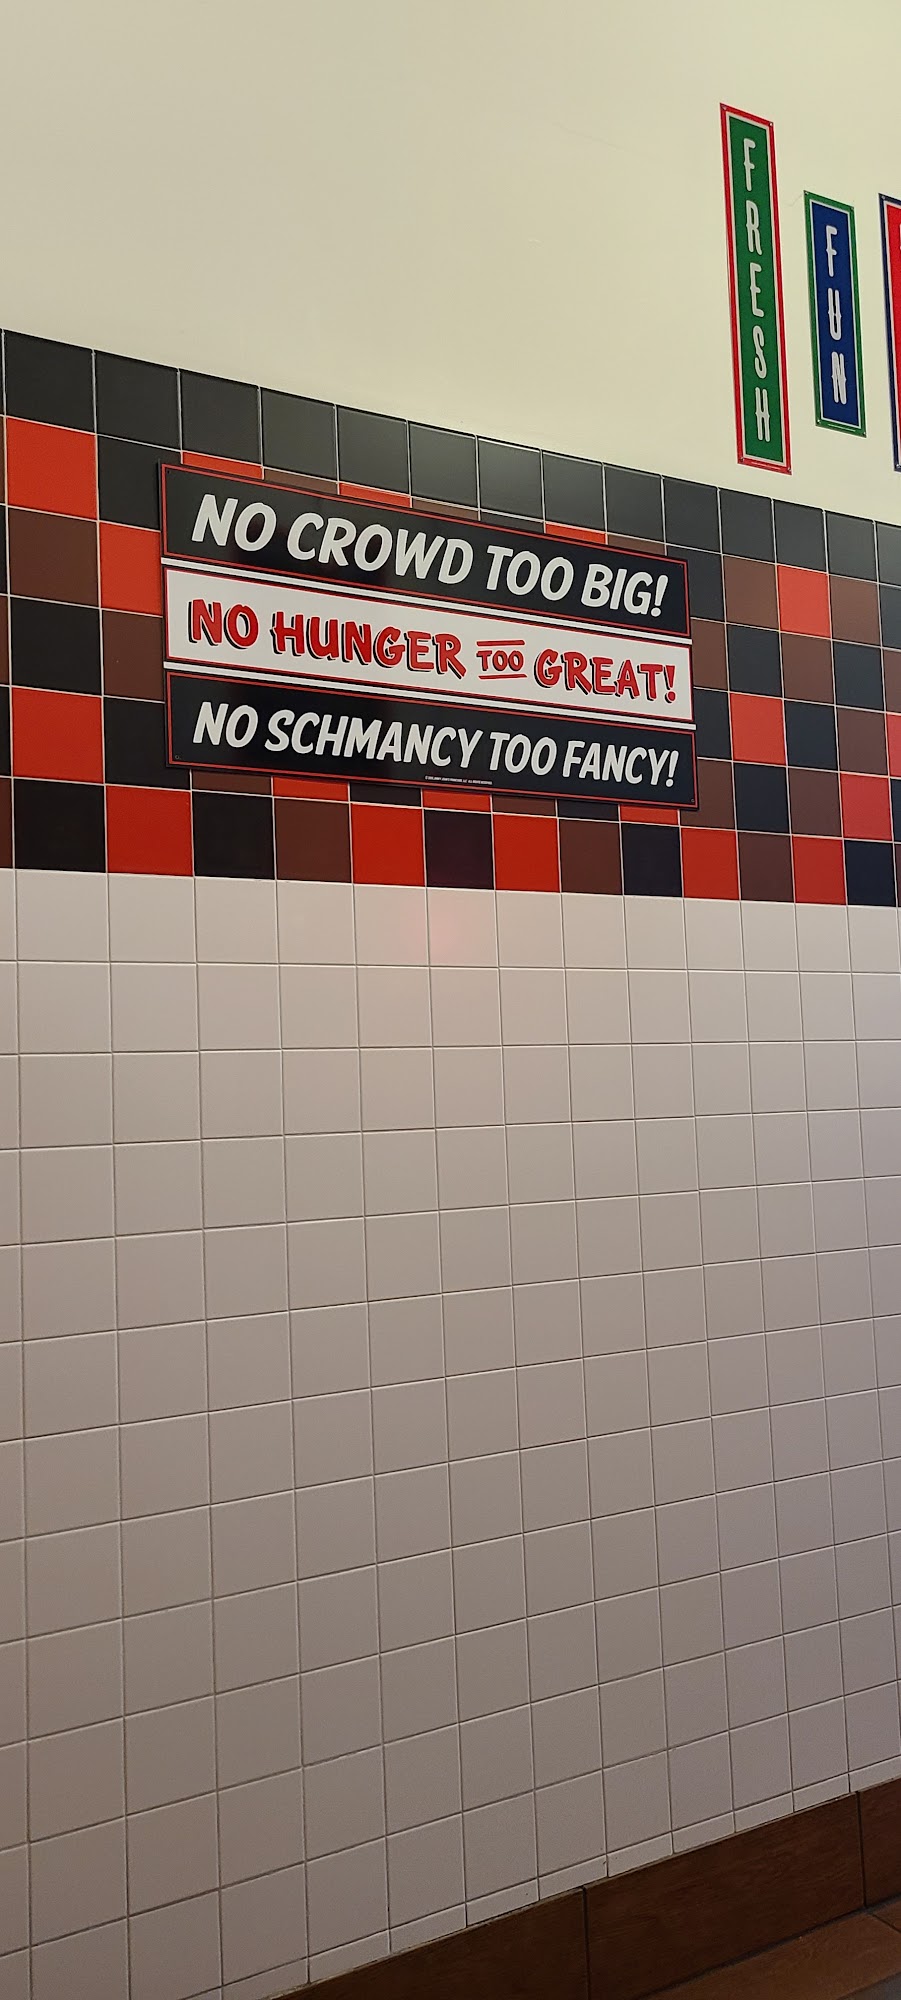 FRESH
FUN
NO CROWD TOO BIG!
NO HUNGER TOO GREAT!
NO SCHMANCY TOO FANCY!